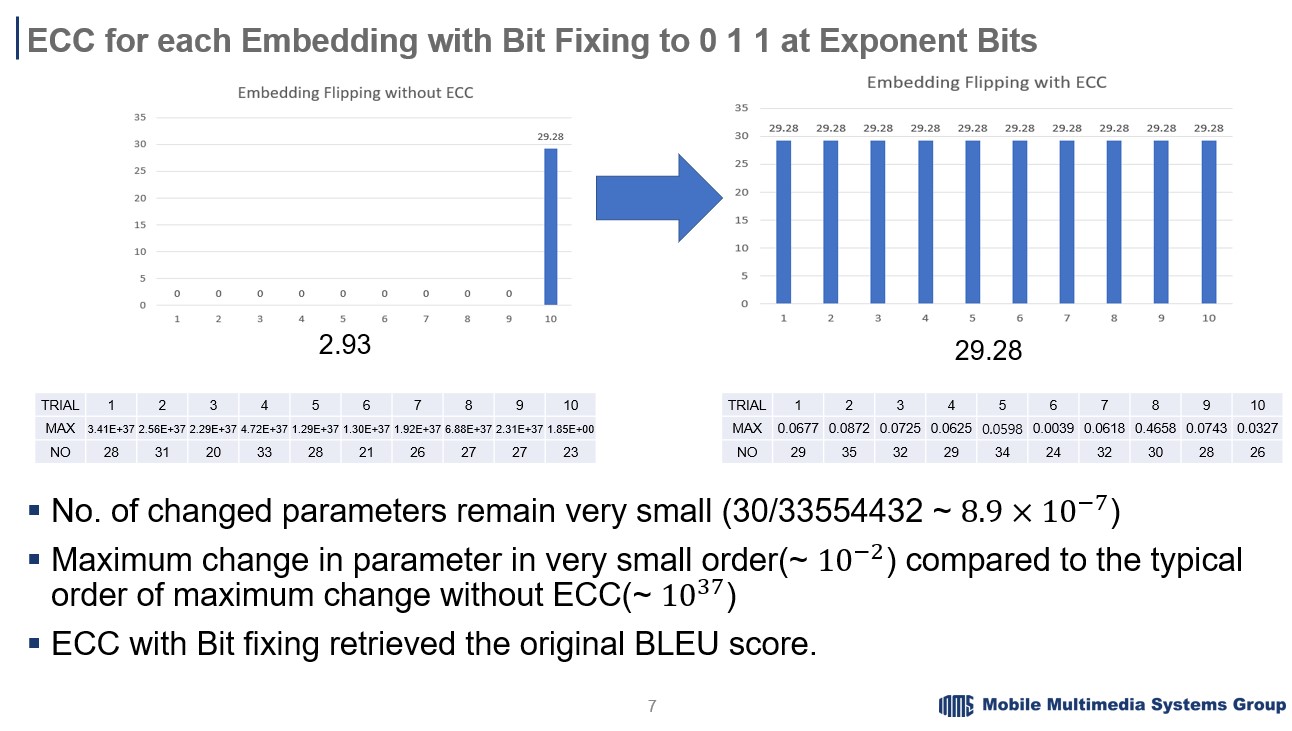 ECC for each Embedding with Bit Fixing to 0 1 1 at Exponent Bits
Embedding Flipping without ECC
35
30
25
20
15
10
5
0
0 0 0 0 0 0 0 0 0 29.28
1 2 3 4 5 6 7 8 9 10
2.93
Embedding Flipping with ECC
35
30
25
20
15
10
5
0
29.28 29.28 29.28 29.28 29.28 29.28 29.28 29.28 29.28 29.28
1 2 3 4 5 6 7 8 9 10
29.28
TRIAL 1 2 3 4 5 6 7 8 9 10
MAX 3.41E+37 2.56E+37 2.29E+37 4.72E+37 1.29E+37 1.30E+37 1.92E+37 6.88E+37 2.31E+37 1.85E+00
NO 28 31 20 33 28 21 26 27 27 23
TRIAL 1 2 3 4 5 6 7 8 9 10
MAX 0.0677 0.0872 0.0725 0.0625 0.0598 0.0039 0.0618 0.4658 0.0743 0.0327
NO 29 35 32 29 34 24 32 30 28 26
▪ No. of changed parameters remain very small (30/33554432 ~ 8.9 × 10⁻⁷)
▪ Maximum change in parameter in very small order(~ 10⁻²) compared to the typical
order of maximum change without ECC(~ 10³⁷)
▪ ECC with Bit fixing retrieved the original BLEU score.
7
MMS Mobile Multimedia Systems Group